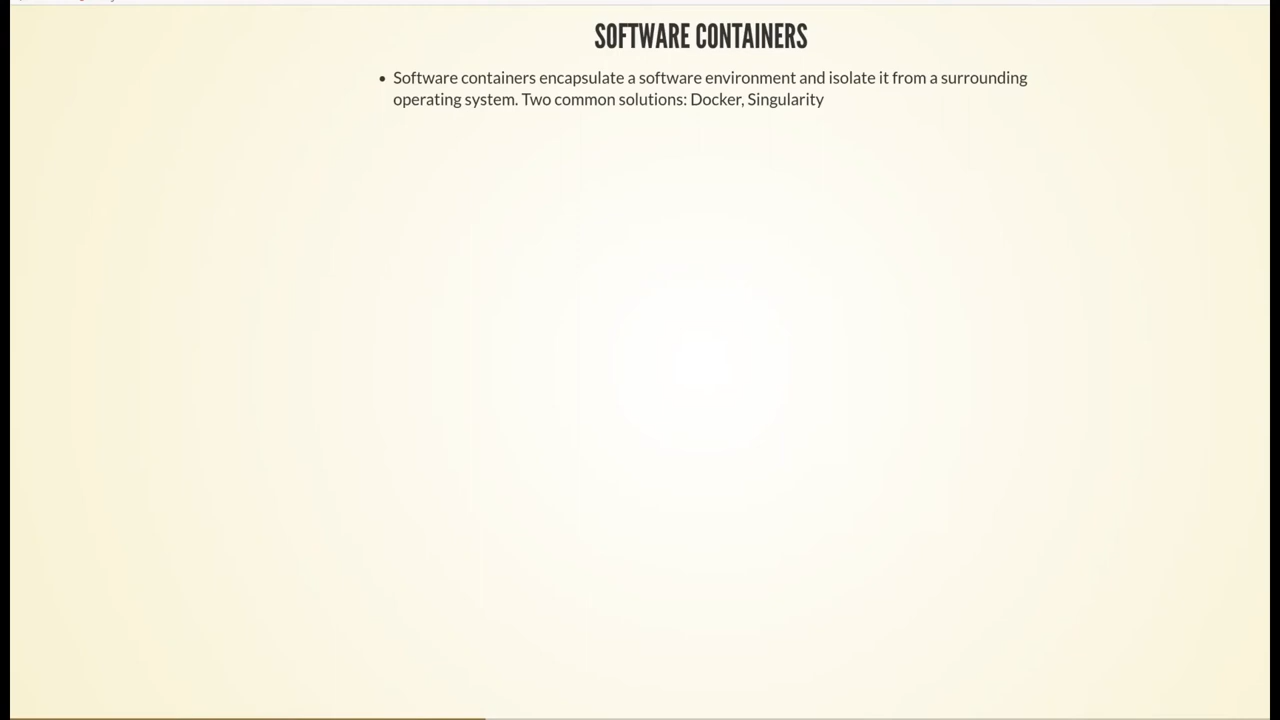 SOFTWARE CONTAINERS
• Software containers encapsulate a software environment and isolate it from a surrounding
operating system. Two common solutions: Docker, Singularity